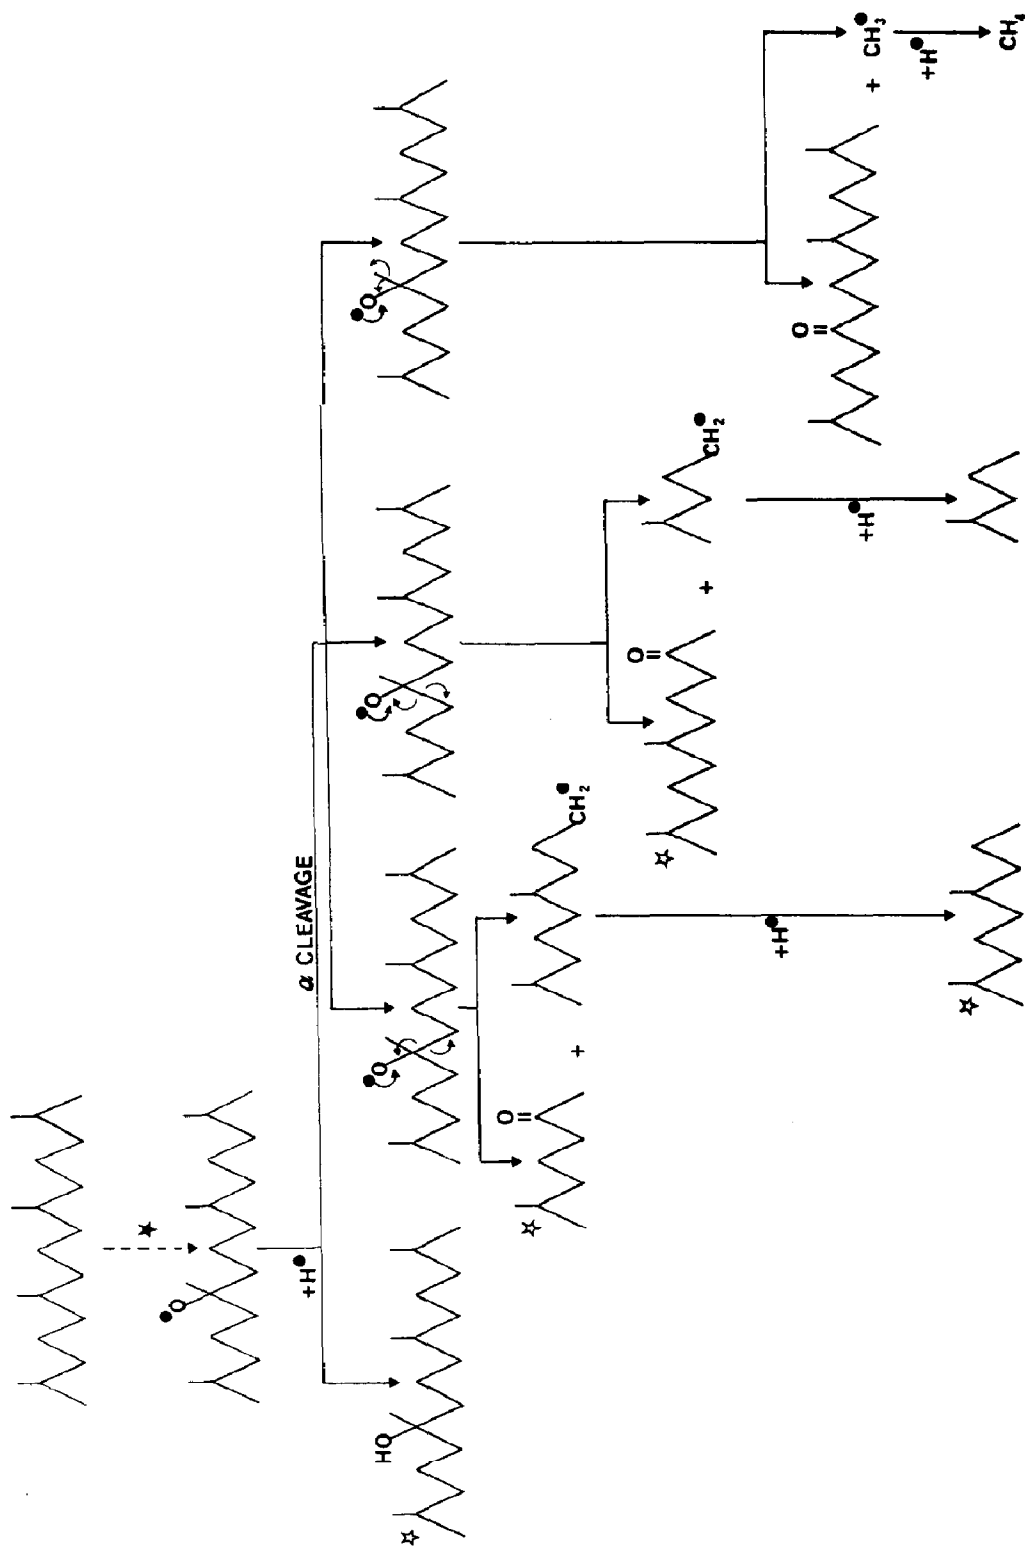 •O
+H•
α CLEAVAGE
HO
•O
•O
•O
O
+
•CH₂
+H•
O
+
•CH₂
+H•
O
+
•CH₃
+H•
CH₄